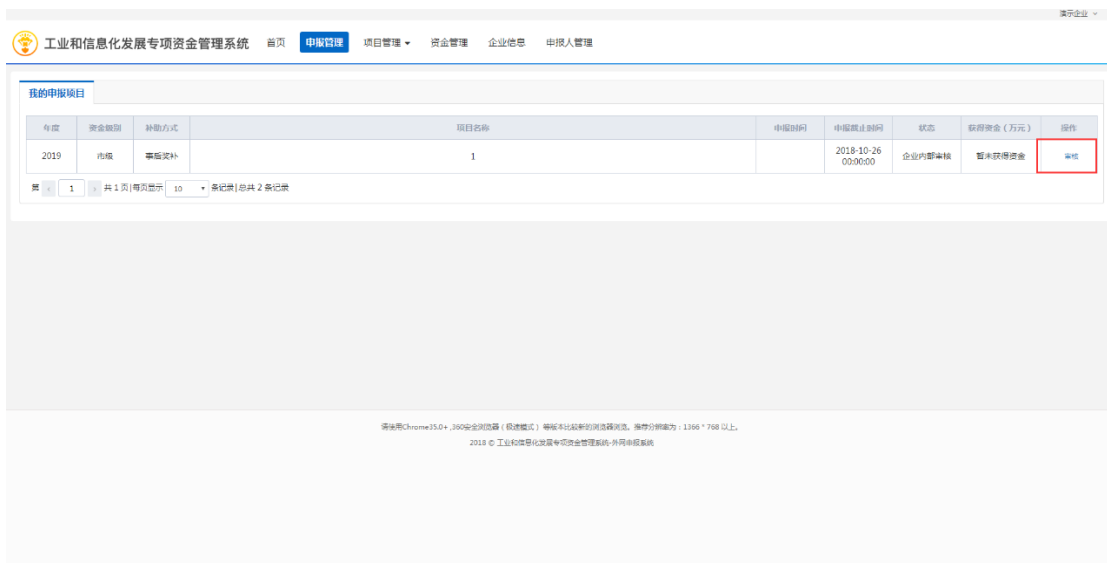 演示企业
工业和信息化发展专项资金管理系统 首页 申报管理 项目管理 资金管理 企业信息 申报人管理
我的申报项目
年度 资金级别 补助方式 项目名称 申报时间 申报截止时间 状态 获得资金（万元） 操作
2019 市级 事后奖补 1 2018-10-26 00:00:00 企业内部审核 暂未获得资金 审核
第 < 1 > 共 1 页|每页显示 10 条记录|总共 2 条记录
请使用Chrome35.0+ ,360安全浏览器（极速模式）等版本比较新的浏览器浏览。推荐分辨率为：1366 * 768 以上。
2018 © 工业和信息化发展专项资金管理系统-外网申报系统